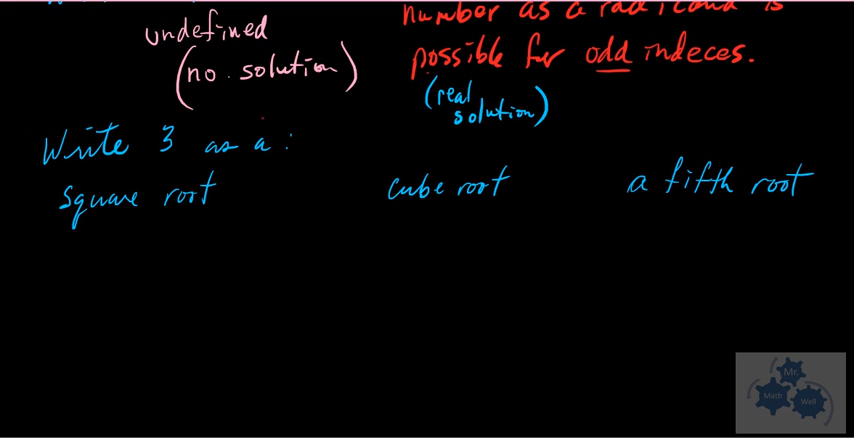 undefined
(no solution)
number as a radicand is
possible for odd indeces.
(real
solution)
Write 3 as a:
square root
cube root
a fifth root
Mr.
Math
Well